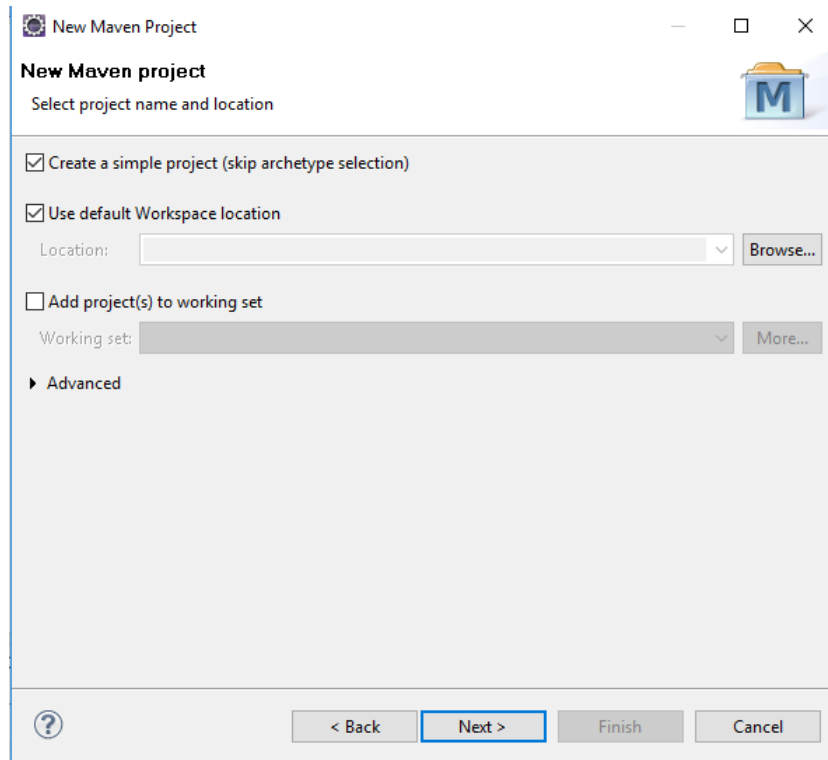 New Maven Project
New Maven project
Select project name and location
M
Create a simple project (skip archetype selection)
Use default Workspace location
Location: Browse...
Add project(s) to working set
Working set: More...
Advanced
? < Back Next > Finish Cancel